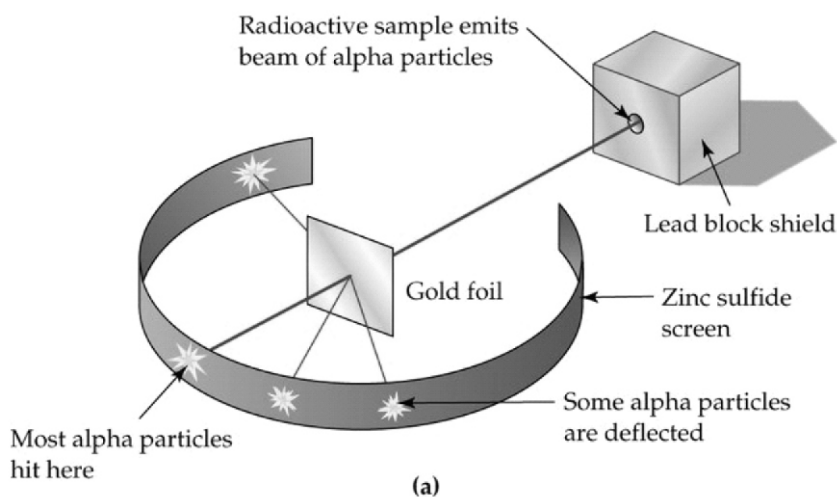 Radioactive sample emits
beam of alpha particles
Lead block shield
Gold foil
Zinc sulfide
screen
Some alpha particles
are deflected
Most alpha particles
hit here
(a)